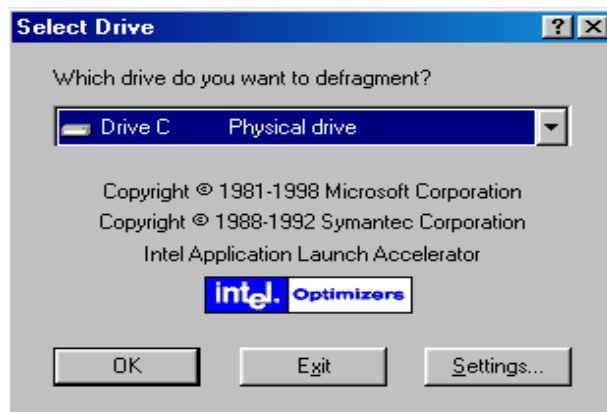 Select Drive
Which drive do you want to defragment?
Drive C Physical drive
Copyright © 1981-1998 Microsoft Corporation
Copyright © 1988-1992 Symantec Corporation
Intel Application Launch Accelerator
intel. Optimizers
OK Exit Settings...